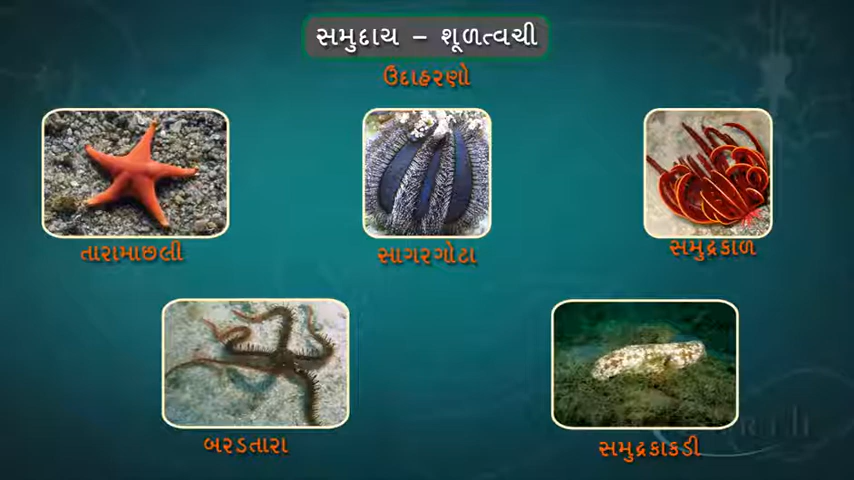 સમુદાય – શૂળત્વચી
ઉદાહરણો
તારામાછલી
સાગરગોટા
સમુદ્રકાળ
બરડતારા
સમુદ્રકાકડી